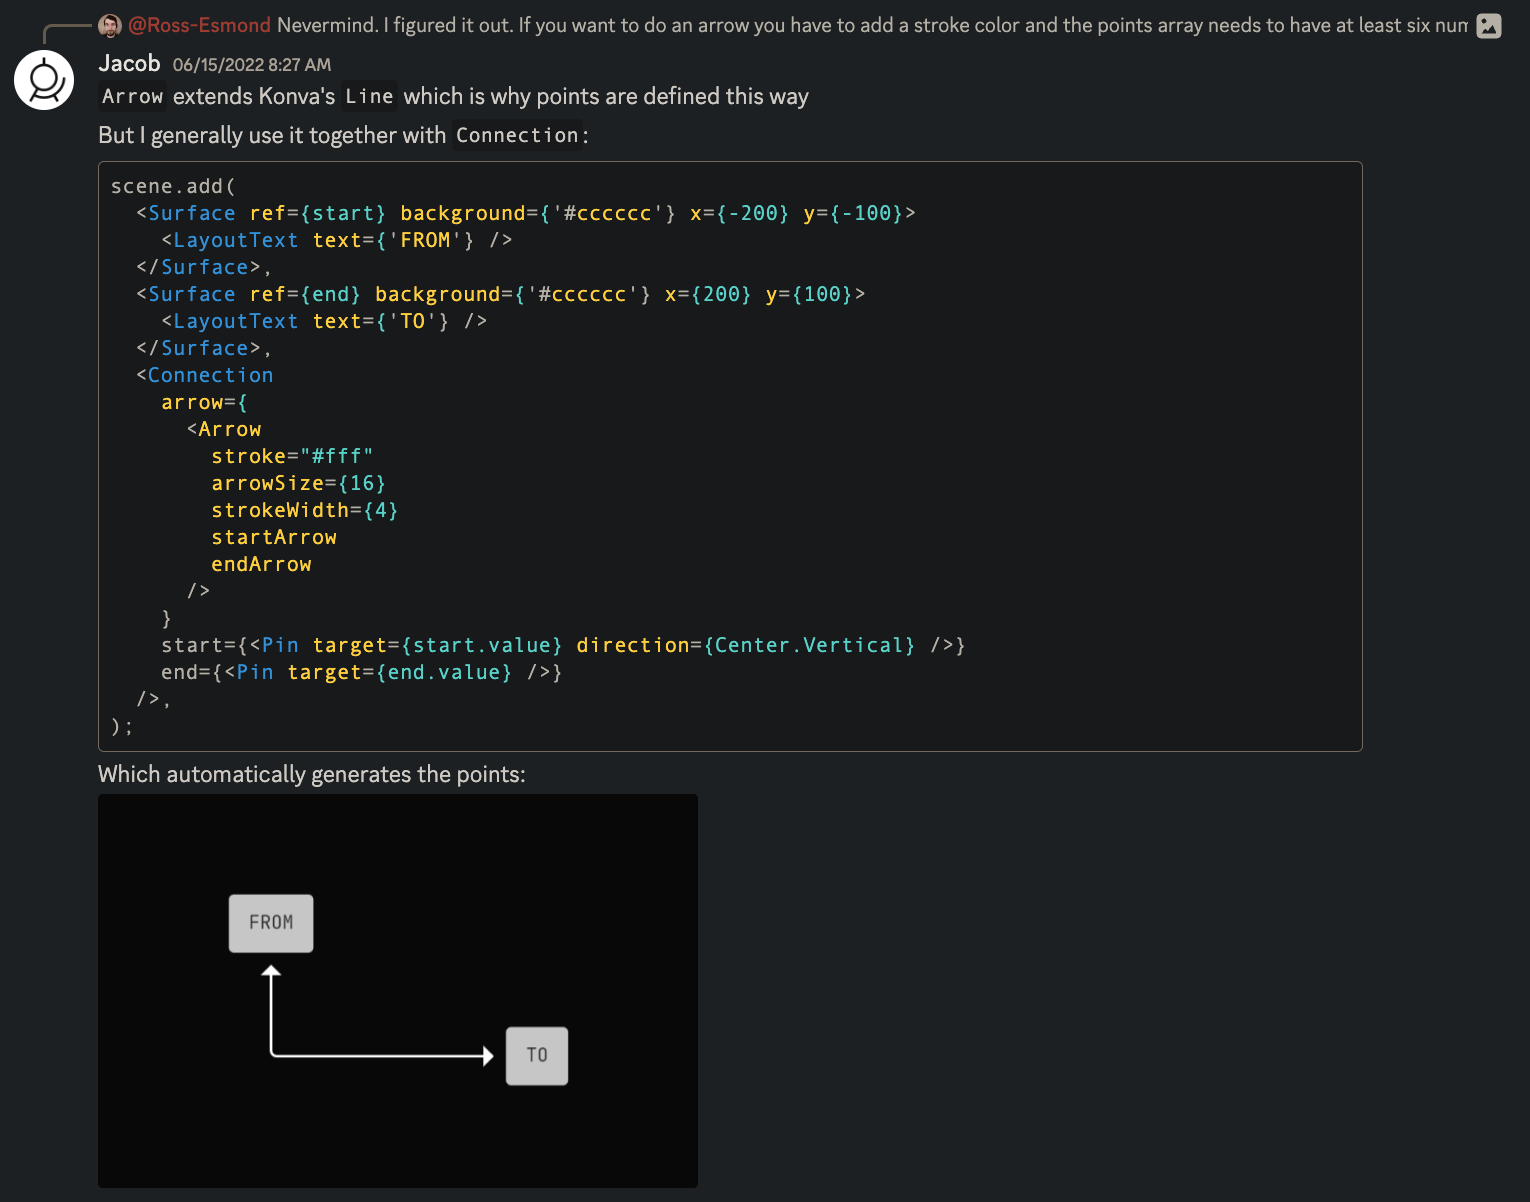 @Ross-Esmond Nevermind. I figured it out. If you want to do an arrow you have to add a stroke color and the points array needs to have at least six num
Jacob 06/15/2022 8:27 AM
Arrow extends Konva's Line which is why points are defined this way
But I generally use it together with Connection:
scene.add(
  <Surface ref={start} background={'#cccccc'} x={-200} y={-100}>
    <LayoutText text={'FROM'} />
  </Surface>,
  <Surface ref={end} background={'#cccccc'} x={200} y={100}>
    <LayoutText text={'TO'} />
  </Surface>,
  <Connection
    arrow={
      <Arrow
        stroke="#fff"
        arrowSize={16}
        strokeWidth={4}
        startArrow
        endArrow
      />
    }
    start={<Pin target={start.value} direction={Center.Vertical} />}
    end={<Pin target={end.value} />}
  />,
);
Which automatically generates the points:
FROM
TO